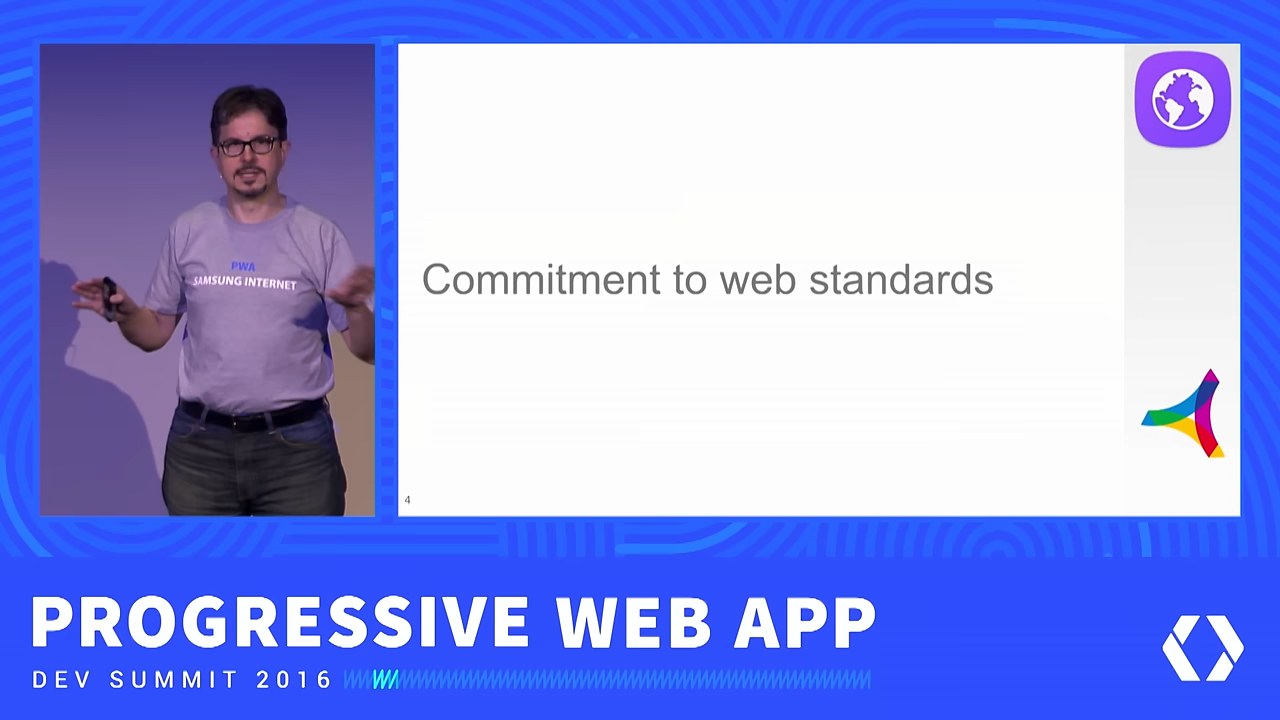 PWA
SAMSUNG INTERNET
Commitment to web standards
4
PROGRESSIVE WEB APP
DEV SUMMIT 2016